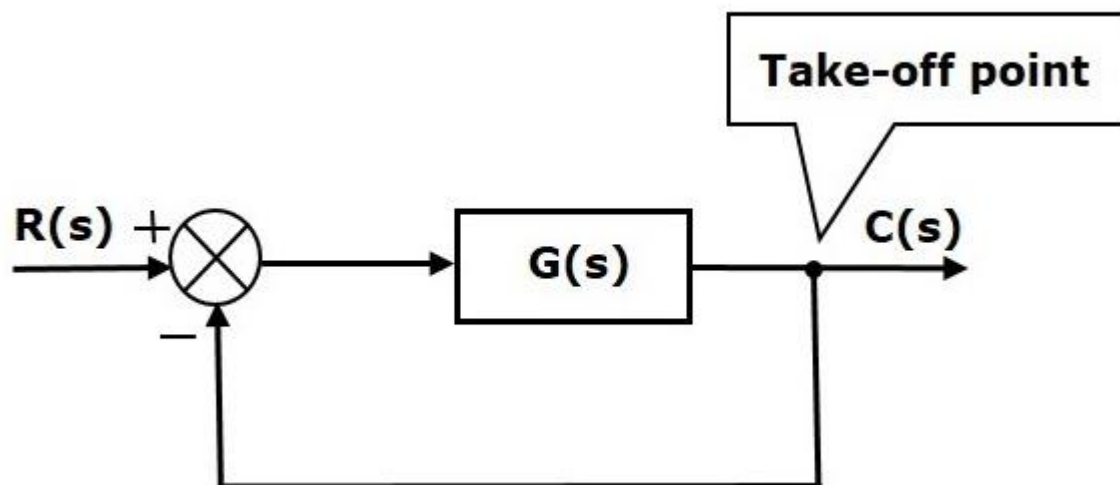 Take-off point
R(s)
+
G(s)
C(s)
−